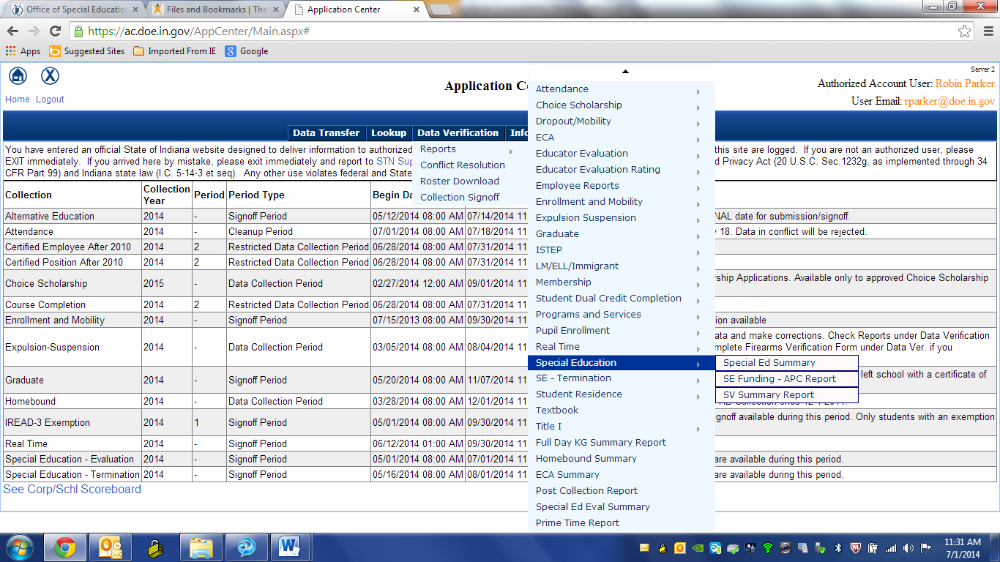 Office of Special Education
Files and Bookmarks | The
Application Center
https://ac.doe.in.gov/AppCenter/Main.aspx#
Apps Suggested Sites Imported From IE Google
Server 2
Application C
Authorized Account User: Robin Parker
User Email: rparker@doe.in.gov
Home Logout
Data Transfer Lookup Data Verification Info
You have entered an official State of Indiana website designed to deliver information to authorized this site are logged. If you are not an authorized user, please
EXIT immediately. If you arrived here by mistake, please exit immediately and report to STN Sup d Privacy Act (20 U.S.C. Sec.1232g, as implemented through 34
CFR Part 99) and Indiana state law (I.C. 5-14-3 et seq). Any other use violates federal and State
Reports
Conflict Resolution
Roster Download
Collection Signoff
Collection Collection Year Period Period Type Begin Da
Alternative Education 2014 - Signoff Period 05/12/2014 08:00 AM 07/14/2014 11 NAL date for submission/signoff.
Attendance 2014 - Cleanup Period 07/01/2014 08:00 AM 07/18/2014 11 y 18. Data in conflict will be rejected.
Certified Employee After 2010 2014 2 Restricted Data Collection Period 06/28/2014 08:00 AM 07/31/2014 11
Certified Position After 2010 2014 2 Restricted Data Collection Period 06/28/2014 08:00 AM 07/31/2014 11
Choice Scholarship 2015 - Data Collection Period 02/27/2014 12:00 AM 09/01/2014 11 ship Applications. Available only to approved Choice Scholarship
Course Completion 2014 2 Restricted Data Collection Period 06/28/2014 08:00 AM 07/31/2014 11
Enrollment and Mobility 2014 - Signoff Period 07/15/2013 08:00 AM 09/30/2014 11 ion available
Expulsion-Suspension 2014 - Data Collection Period 03/05/2014 08:00 AM 08/04/2014 11 ata and make corrections. Check Reports under Data Verification
mplete Firearms Verification Form under Data Ver. if you
Graduate 2014 - Signoff Period 05/20/2014 08:00 AM 11/07/2014 11 left school with a certificate of
Homebound 2014 - Data Collection Period 03/28/2014 08:00 AM 12/01/2014 11
IREAD-3 Exemption 2014 1 Signoff Period 05/01/2014 08:00 AM 09/30/2014 11 gnoff available during this period. Only students with an exemption
Real Time 2014 - Signoff Period 06/12/2014 01:00 AM 09/30/2014 11
Special Education - Evaluation 2014 - Signoff Period 05/01/2014 08:00 AM 07/01/2014 11 are available during this period.
Special Education - Termination 2014 - Signoff Period 05/16/2014 08:00 AM 08/01/2014 11 are available during this period.
See Corp/Schl Scoreboard
Attendance
Choice Scholarship
Dropout/Mobility
ECA
Educator Evaluation
Educator Evaluation Rating
Employee Reports
Enrollment and Mobility
Expulsion Suspension
Graduate
ISTEP
LM/ELL/Immigrant
Membership
Student Dual Credit Completion
Programs and Services
Pupil Enrollment
Real Time
Special Education
SE - Termination
Student Residence
Textbook
Title I
Full Day KG Summary Report
Homebound Summary
ECA Summary
Post Collection Report
Special Ed Eval Summary
Prime Time Report
Special Ed Summary
SE Funding - APC Report
SV Summary Report
11:31 AM
7/1/2014